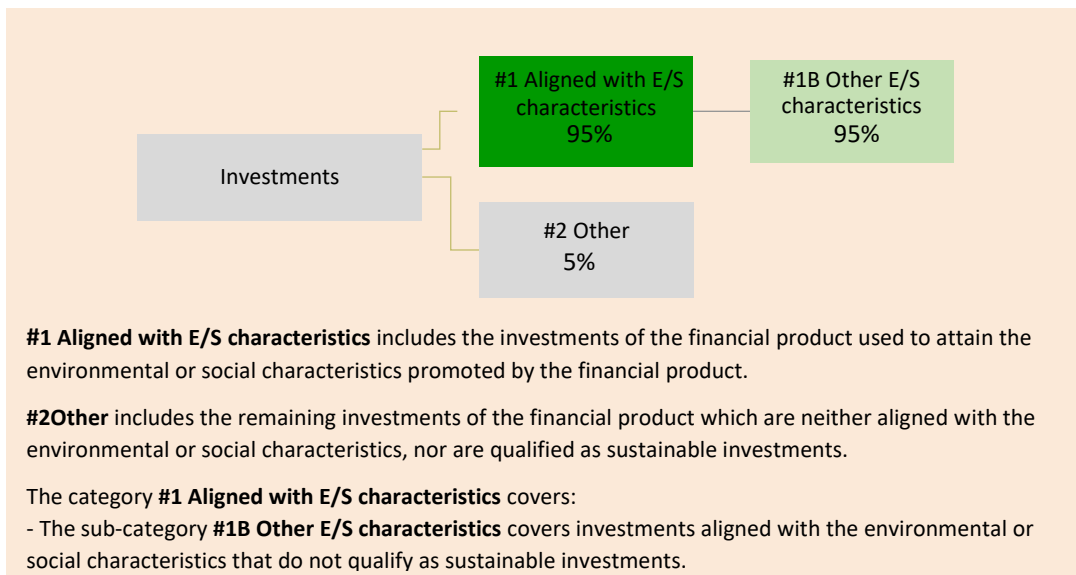 #1 Aligned with E/S
characteristics
95%
#1B Other E/S
characteristics
95%
Investments
#2 Other
5%
#1 Aligned with E/S characteristics includes the investments of the financial product used to attain the
environmental or social characteristics promoted by the financial product.
#2Other includes the remaining investments of the financial product which are neither aligned with the
environmental or social characteristics, nor are qualified as sustainable investments.
The category #1 Aligned with E/S characteristics covers:
- The sub-category #1B Other E/S characteristics covers investments aligned with the environmental or
social characteristics that do not qualify as sustainable investments.